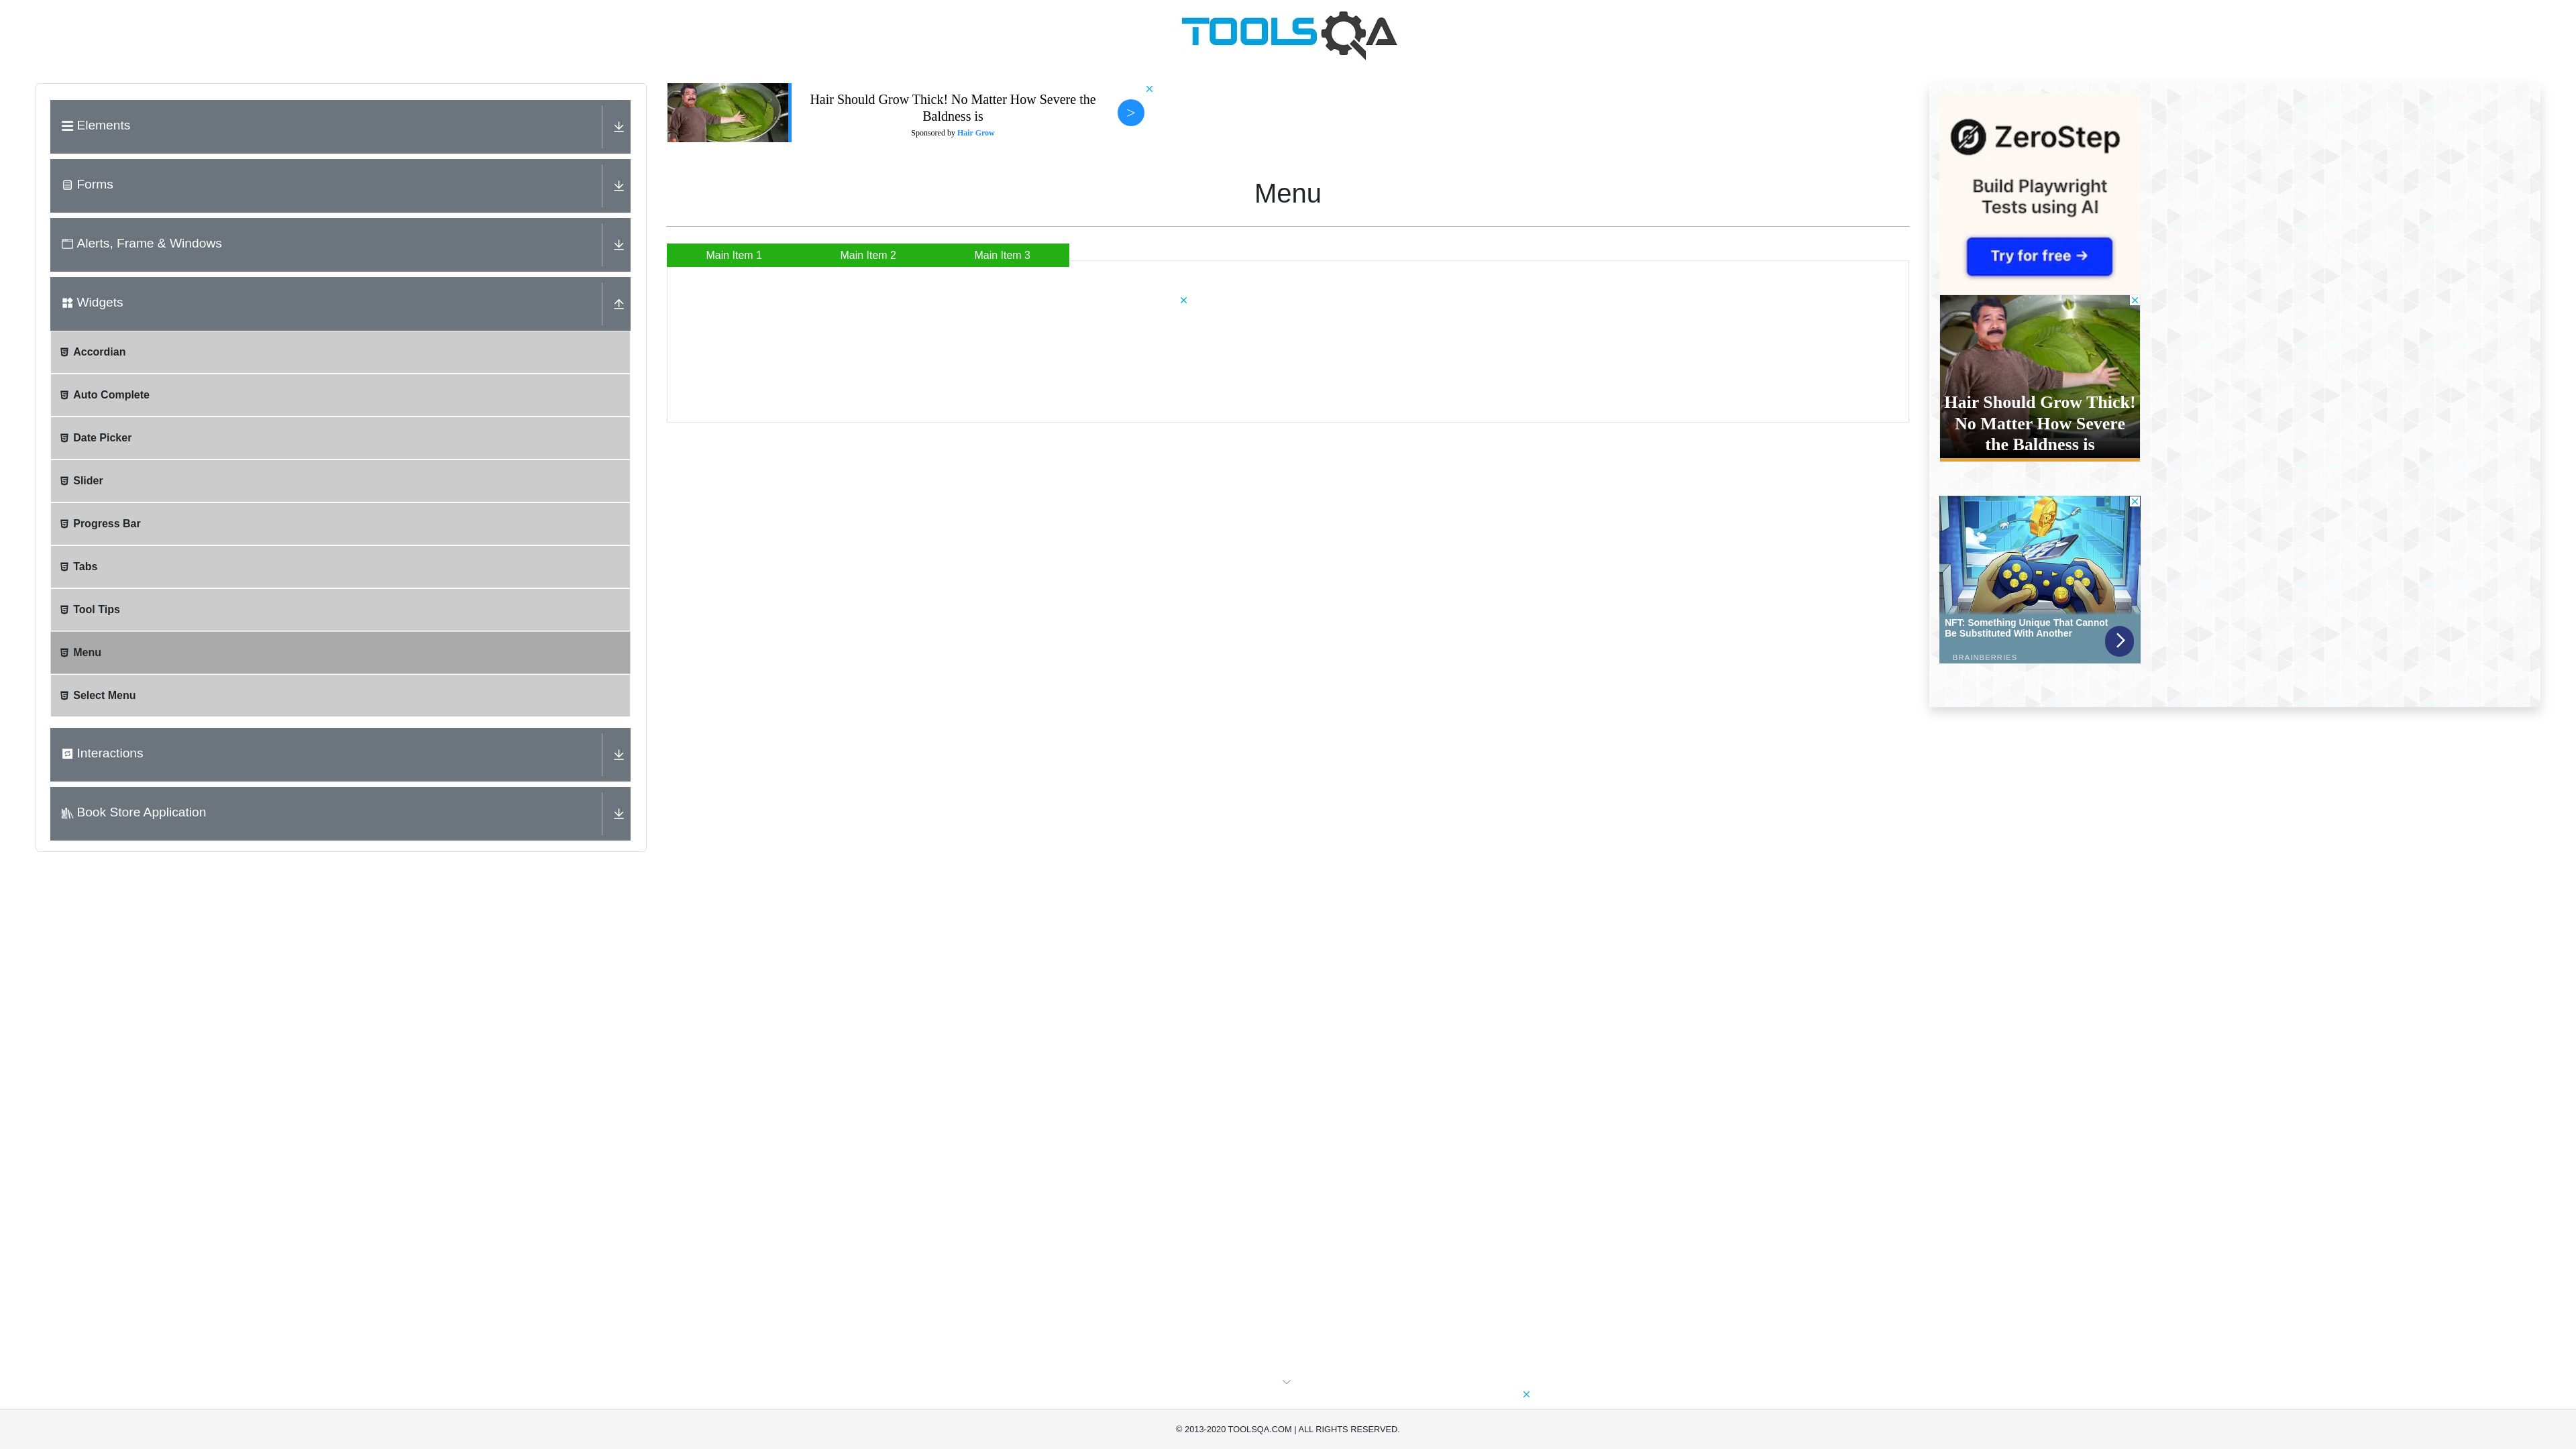 TOOLSQA
Elements
Forms
Alerts, Frame & Windows
Widgets
Accordian
Auto Complete
Date Picker
Slider
Progress Bar
Tabs
Tool Tips
Menu
Select Menu
Interactions
Book Store Application
Hair Should Grow Thick! No Matter How Severe the
Baldness is
Sponsored by Hair Grow
>
Menu
Main Item 1
Main Item 2
Main Item 3
ZeroStep
Build Playwright
Tests using AI
Try for free →
Hair Should Grow Thick!
No Matter How Severe
the Baldness is
NFT: Something Unique That Cannot
Be Substituted With Another
BRAINBERRIES
© 2013-2020 TOOLSQA.COM | ALL RIGHTS RESERVED.